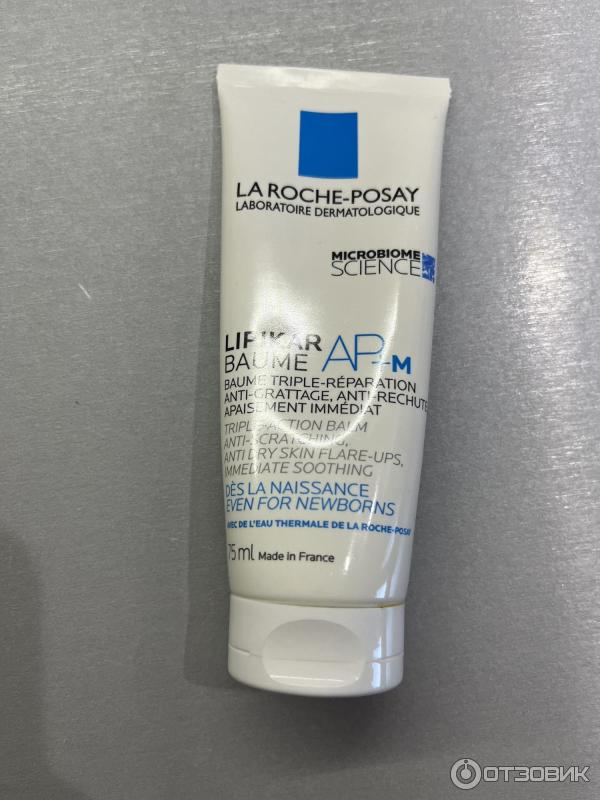 LA ROCHE-POSAY
LABORATOIRE DERMATOLOGIQUE
MICROBIOME
SCIENCE
LIPIKAR
BAUME AP+M
BAUME TRIPLE-RÉPARATION
ANTI-GRATTAGE, ANTI-RECHUTE
APAISEMENT IMMÉDIAT
TRIPLE-ACTION BALM
ANTI-SCRATCHING,
ANTI DRY SKIN FLARE-UPS,
IMMEDIATE SOOTHING
DÈS LA NAISSANCE
EVEN FOR NEWBORNS
AVEC DE L'EAU THERMALE DE LA ROCHE-POSAY
75 ml Made in France
ОТЗОВИК